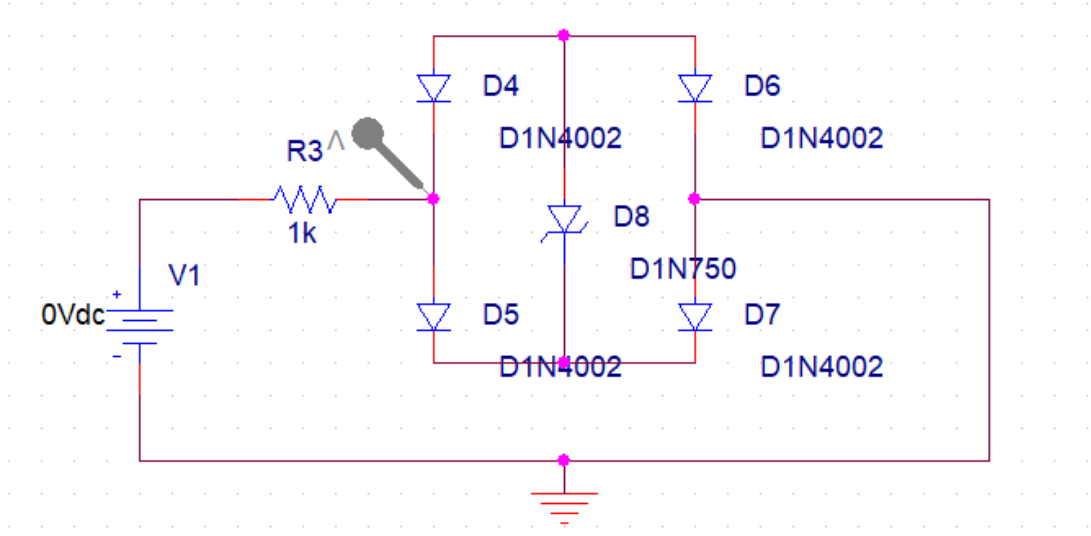 D4
D1N4002
D6
D1N4002
R3
1k
V
D8
D1N750
V1
+
0Vdc
-
D5
D1N4002
D7
D1N4002